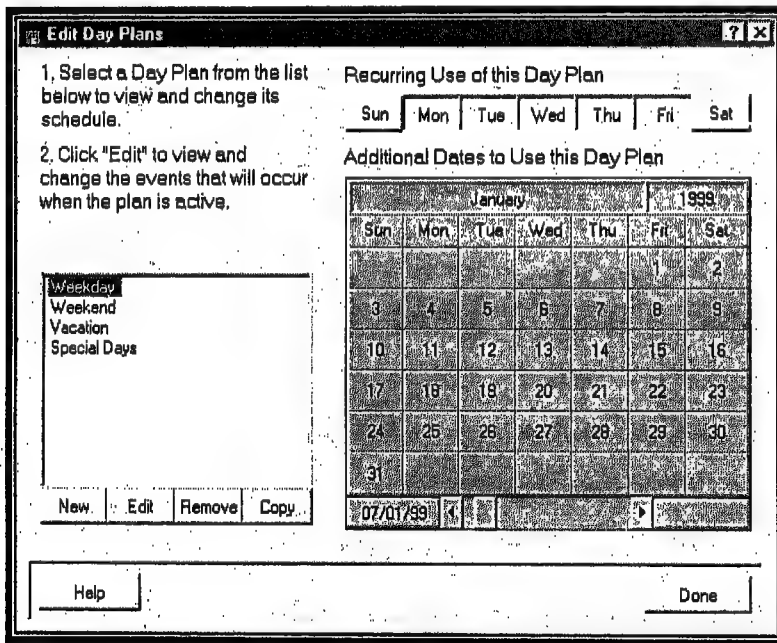 Edit Day Plans
1. Select a Day Plan from the list
below to view and change its
schedule.
2. Click "Edit" to view and
change the events that will occur
when the plan is active.
Weekday
Weekend
Vacation
Special Days
New Edit Remove Copy
Recurring Use of this Day Plan
Sun Mon Tue Wed Thu Fri Sat
Additional Dates to Use this Day Plan
January 1999
Sun Mon Tue Wed Thu Fri Sat
1 2
3 4 5 6 7 8 9
10 11 12 13 14 15 16
17 18 19 20 21 22 23
24 25 26 27 28 29 30
31
07/01/99
Help Done